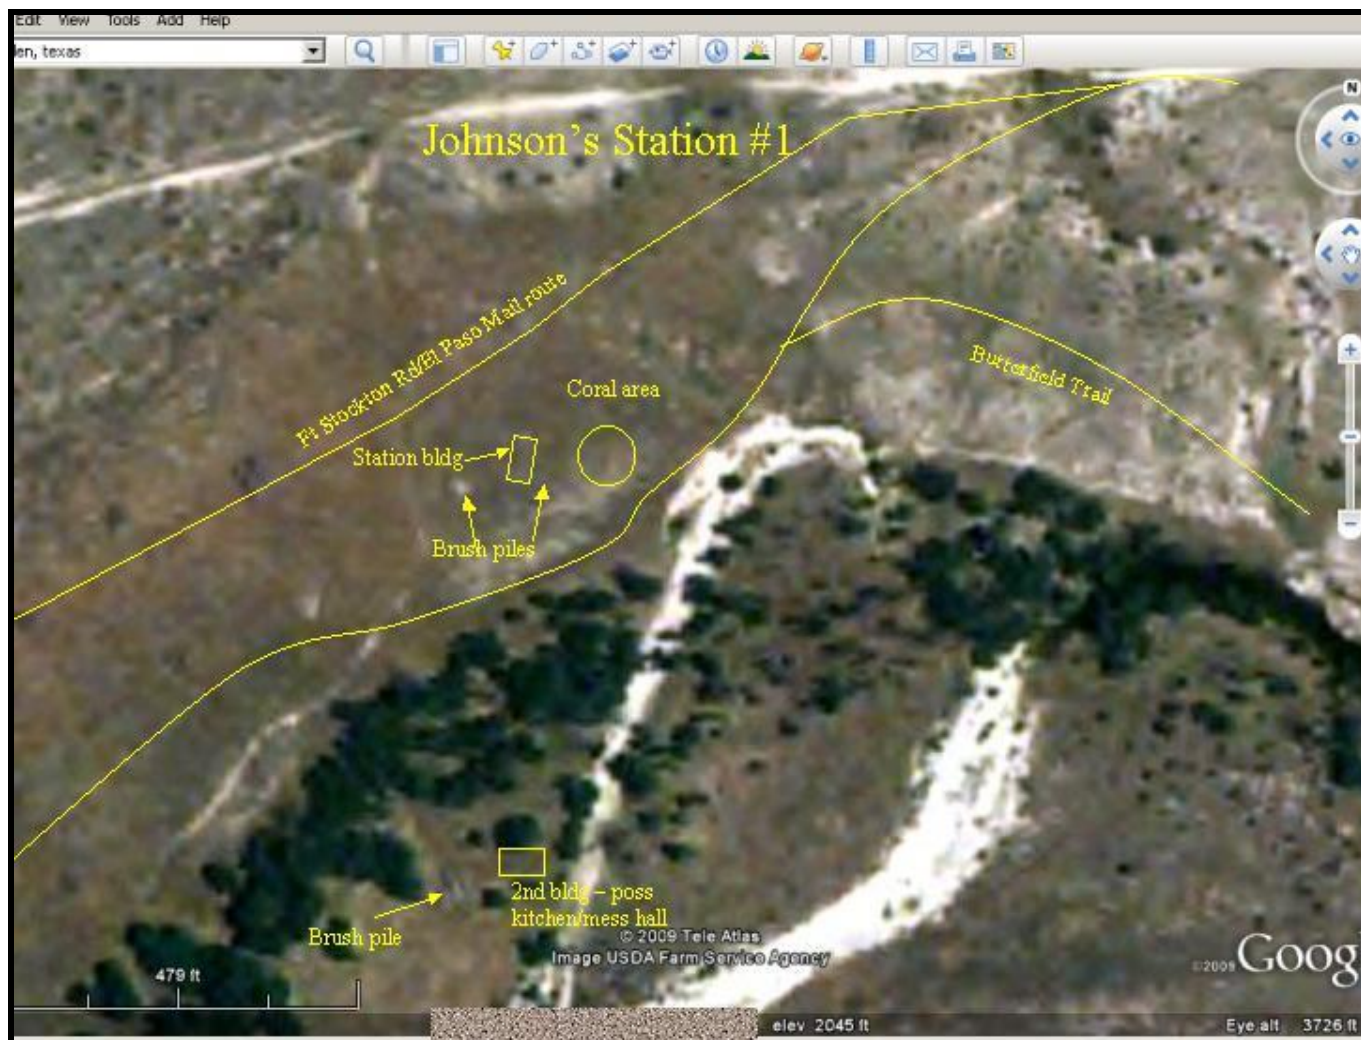 Edit View Tools Add Help
len, texas
N
Johnson's Station #1
Ft Stockton Rd/El Paso Mail route
Butterfield Trail
Coral area
Station bldg
Brush piles
2nd bldg – poss
kitchen/mess hall
Brush pile
© 2009 Tele Atlas
Image USDA Farm Service Agency
©2009 Goog
479 ft
elev 2045 ft
Eye alt 3726 ft